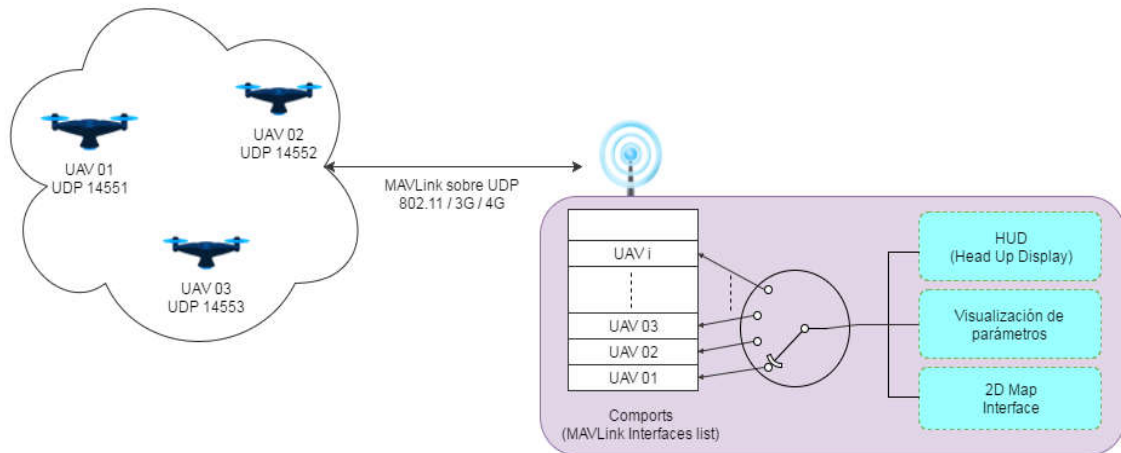 UAV 01
UDP 14551
UAV 02
UDP 14552
UAV 03
UDP 14553
MAVLink sobre UDP
802.11 / 3G / 4G
UAV i
UAV 03
UAV 02
UAV 01
Comports
(MAVLink Interfaces list)
HUD
(Head Up Display)
Visualización de
parámetros
2D Map
Interface